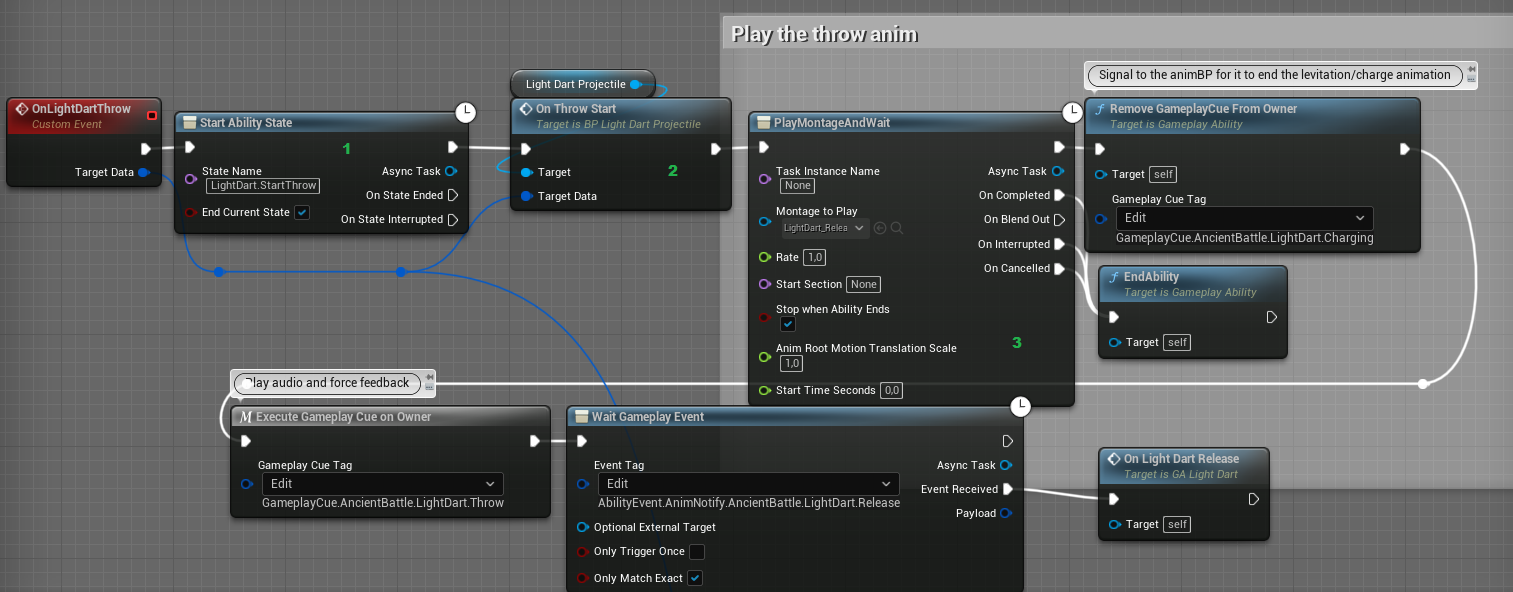 Play the throw anim
Signal to the animBP for it to end the levitation/charge animation
Light Dart Projectile
OnLightDartThrow
Custom Event
Target Data
Start Ability State
1
State Name
LightDart.StartThrow
End Current State
Async Task
On State Ended
On State Interrupted
On Throw Start
Target is BP Light Dart Projectile
2
Target
Target Data
PlayMontageAndWait
Task Instance Name
None
Montage to Play
LightDart_Relea
Rate 1,0
Start Section None
Stop when Ability Ends
Anim Root Motion Translation Scale
1,0
Start Time Seconds 0,0
Async Task
On Completed
On Blend Out
On Interrupted
On Cancelled
3
Remove GameplayCue From Owner
Target is Gameplay Ability
Target self
Gameplay Cue Tag
Edit
GameplayCue.AncientBattle.LightDart.Charging
EndAbility
Target is Gameplay Ability
Target self
Play audio and force feedback
Execute Gameplay Cue on Owner
Gameplay Cue Tag
Edit
GameplayCue.AncientBattle.LightDart.Throw
Wait Gameplay Event
Event Tag
Edit
AbilityEvent.AnimNotify.AncientBattle.LightDart.Release
Optional External Target
Only Trigger Once
Only Match Exact
Async Task
Event Received
Payload
On Light Dart Release
Target is GA Light Dart
Target self